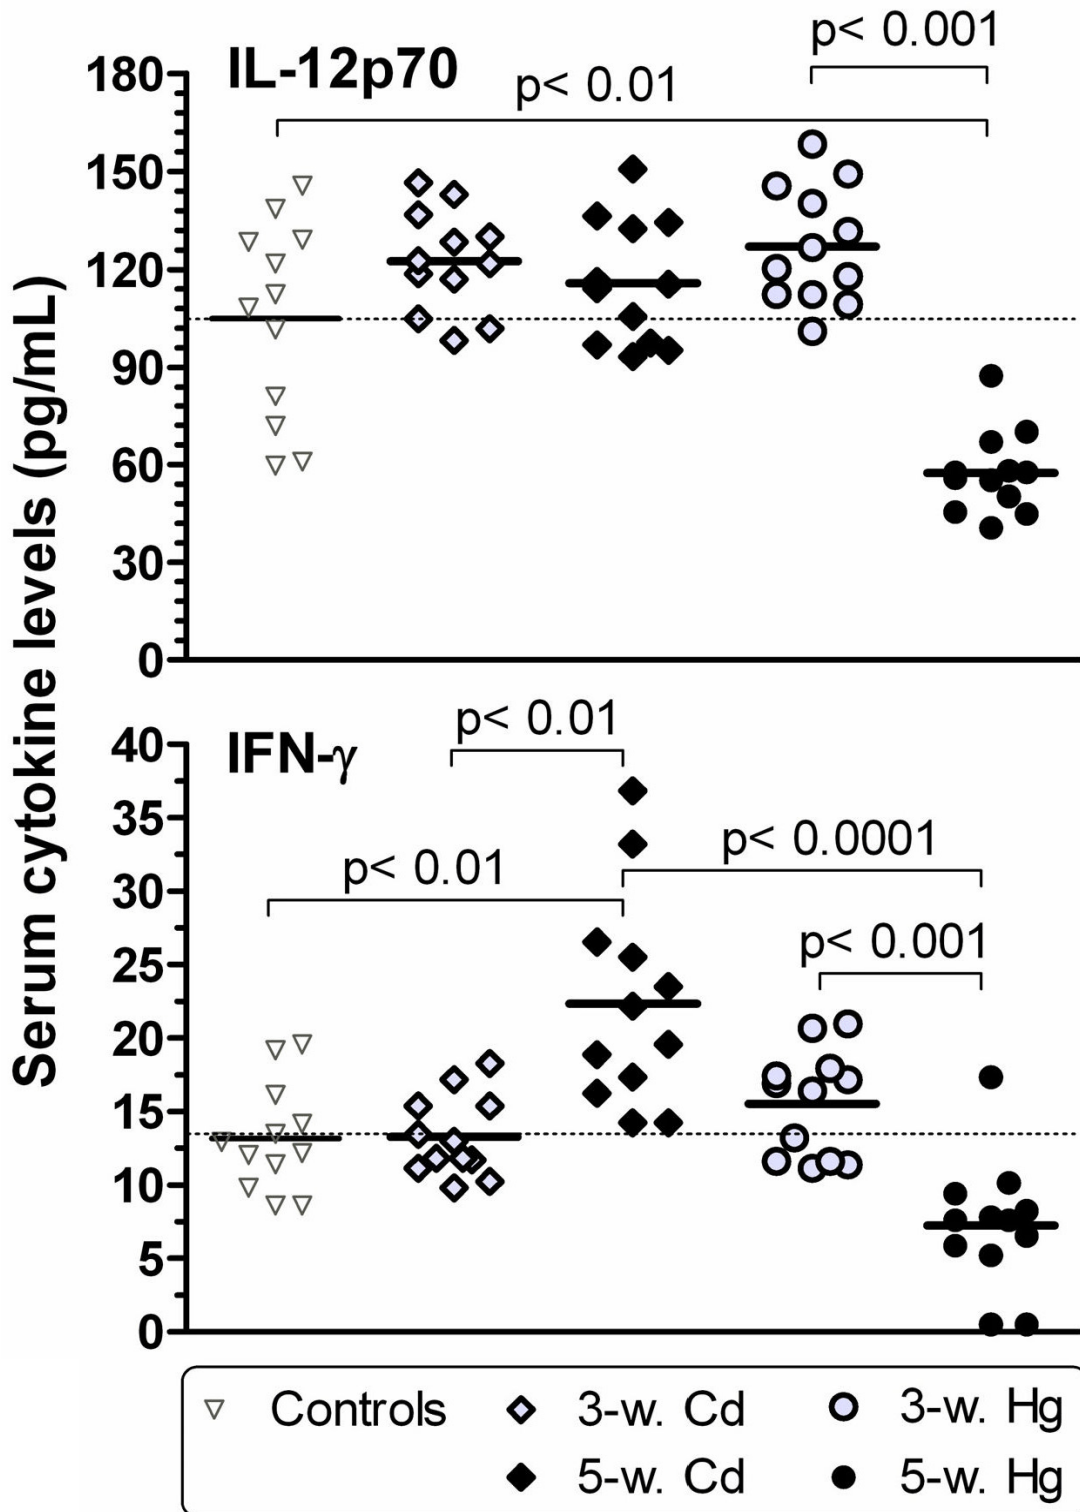 Serum cytokine levels (pg/mL)
IL-12p70
p< 0.001
p< 0.01
180
150
120
90
60
30
0
IFN-γ
p< 0.01
p< 0.01
p< 0.0001
p< 0.001
40
35
30
25
20
15
10
5
0
Controls
3-w. Cd
3-w. Hg
5-w. Cd
5-w. Hg